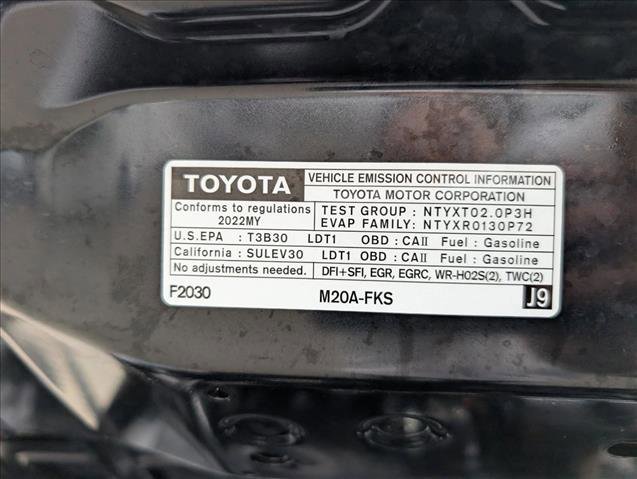 TOYOTA
VEHICLE EMISSION CONTROL INFORMATION
TOYOTA MOTOR CORPORATION
Conforms to regulations
2022MY
TEST GROUP : NTYXT02.0P3H
EVAP FAMILY: NTYXR0130P72
U.S.EPA : T3B30 LDT1 OBD : CAII Fuel : Gasoline
California : SULEV30 LDT1 OBD : CAII Fuel : Gasoline
No adjustments needed. DFI+SFI, EGR, EGRC, WR-HO2S(2), TWC(2)
F2030 M20A-FKS J9